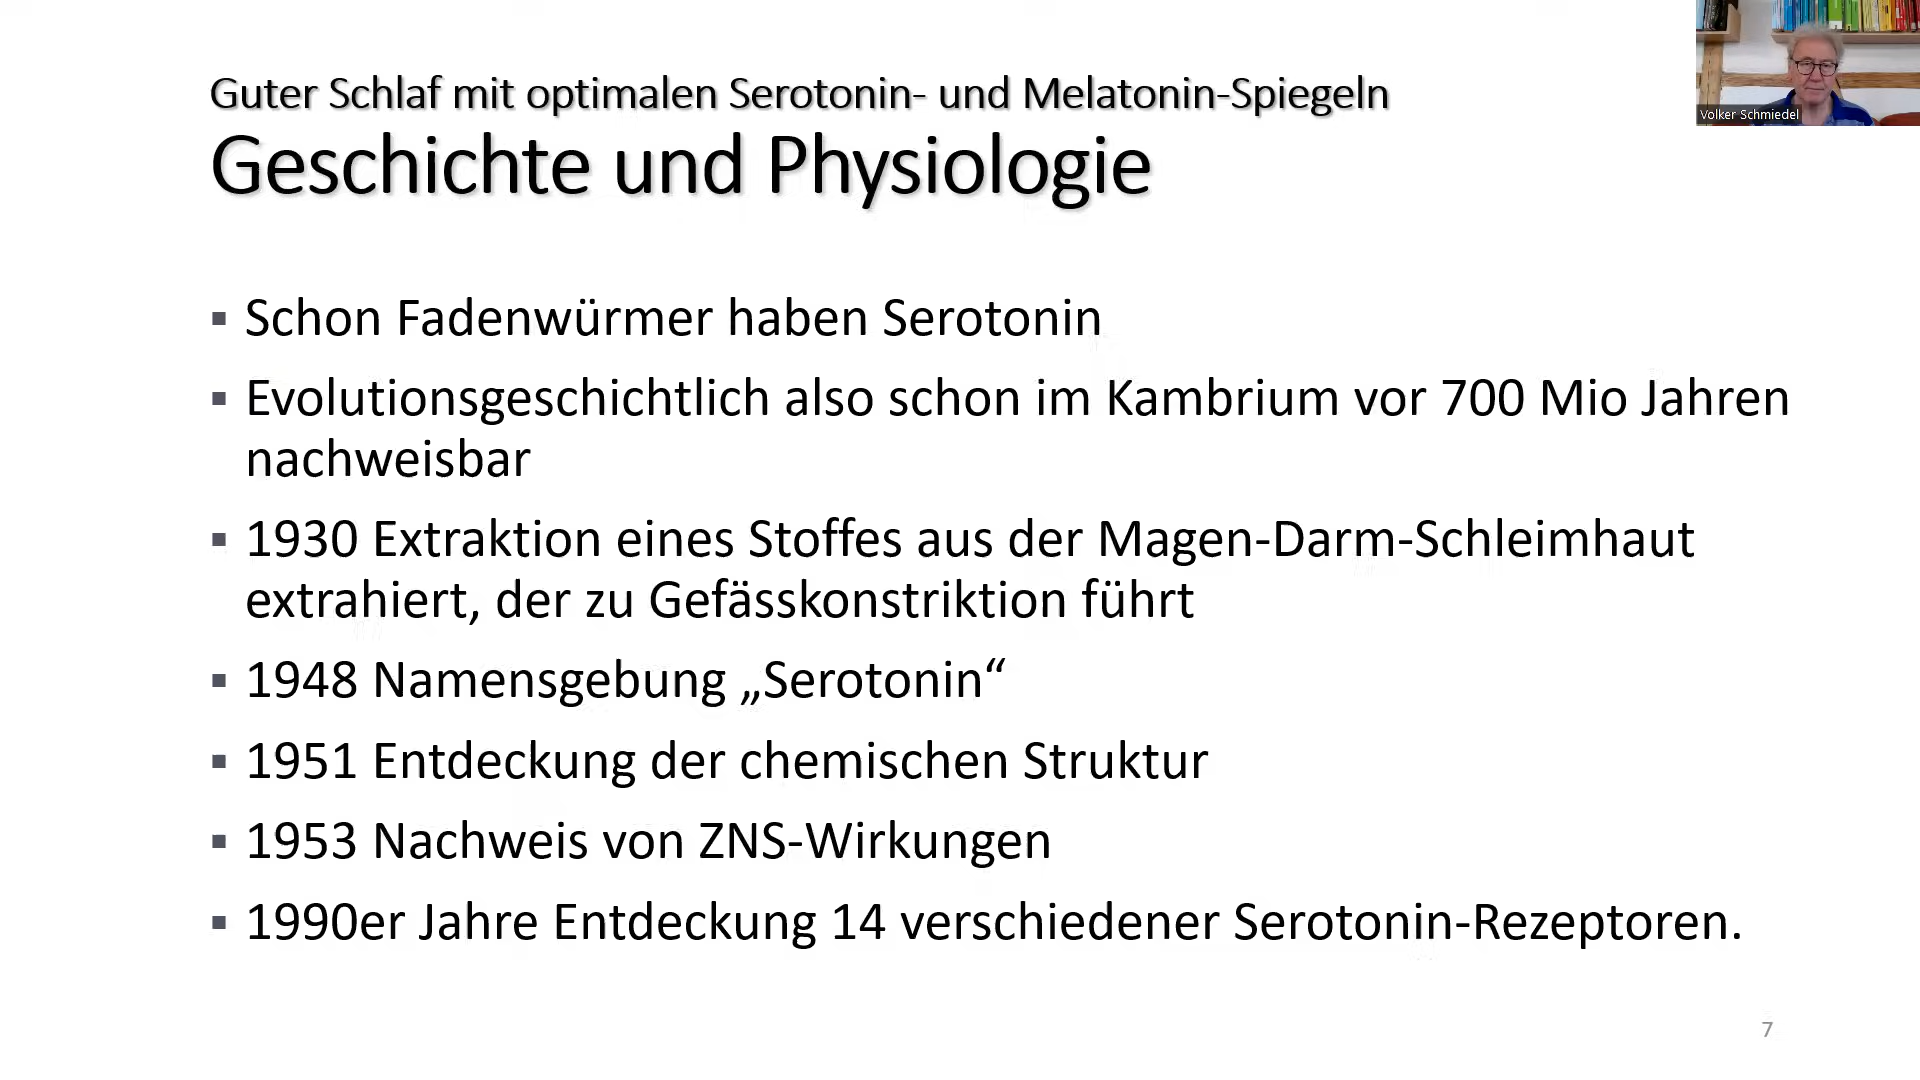 Guter Schlaf mit optimalen Serotonin- und Melatonin-Spiegeln
Geschichte und Physiologie
Volker Schmiedel
▪ Schon Fadenwürmer haben Serotonin
▪ Evolutionsgeschichtlich also schon im Kambrium vor 700 Mio Jahren
nachweisbar
▪ 1930 Extraktion eines Stoffes aus der Magen-Darm-Schleimhaut
extrahiert, der zu Gefässkonstriktion führt
▪ 1948 Namensgebung „Serotonin“
▪ 1951 Entdeckung der chemischen Struktur
▪ 1953 Nachweis von ZNS-Wirkungen
▪ 1990er Jahre Entdeckung 14 verschiedener Serotonin-Rezeptoren.
7